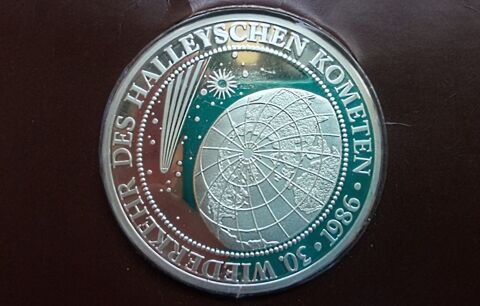 30. WIEDERKEHR DES HALLEYSCHEN KOMETEN · 1986 ·